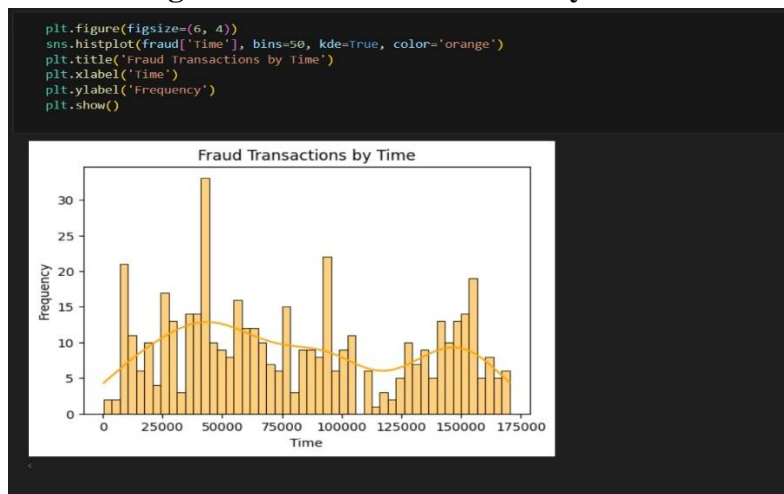 plt.figure(figsize=(6, 4))
sns.histplot(fraud['Time'], bins=50, kde=True, color='orange')
plt.title('Fraud Transactions by Time')
plt.xlabel('Time')
plt.ylabel('Frequency')
plt.show()
Fraud Transactions by Time
Frequency
30
25
20
15
10
5
0
0 25000 50000 75000 100000 125000 150000 175000
Time